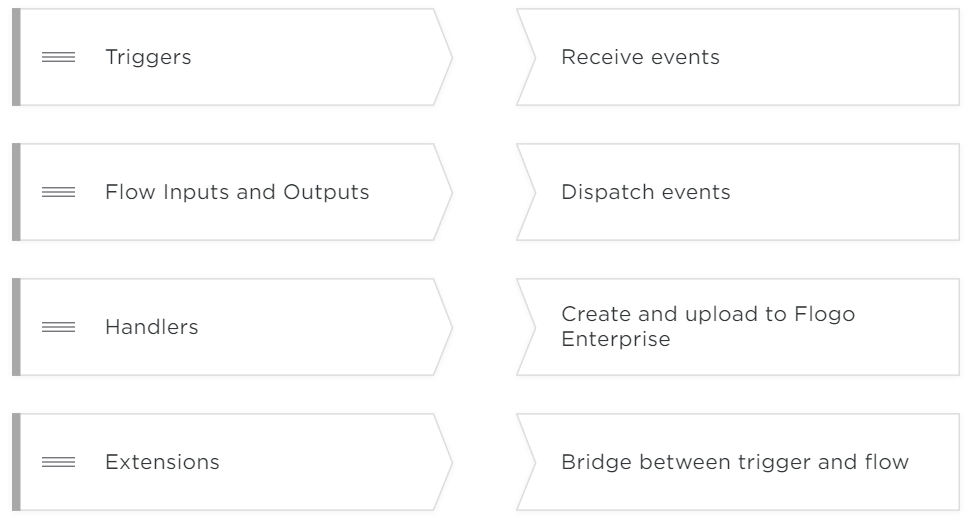 Triggers
Receive events
Flow Inputs and Outputs
Dispatch events
Handlers
Create and upload to Flogo
Enterprise
Extensions
Bridge between trigger and flow